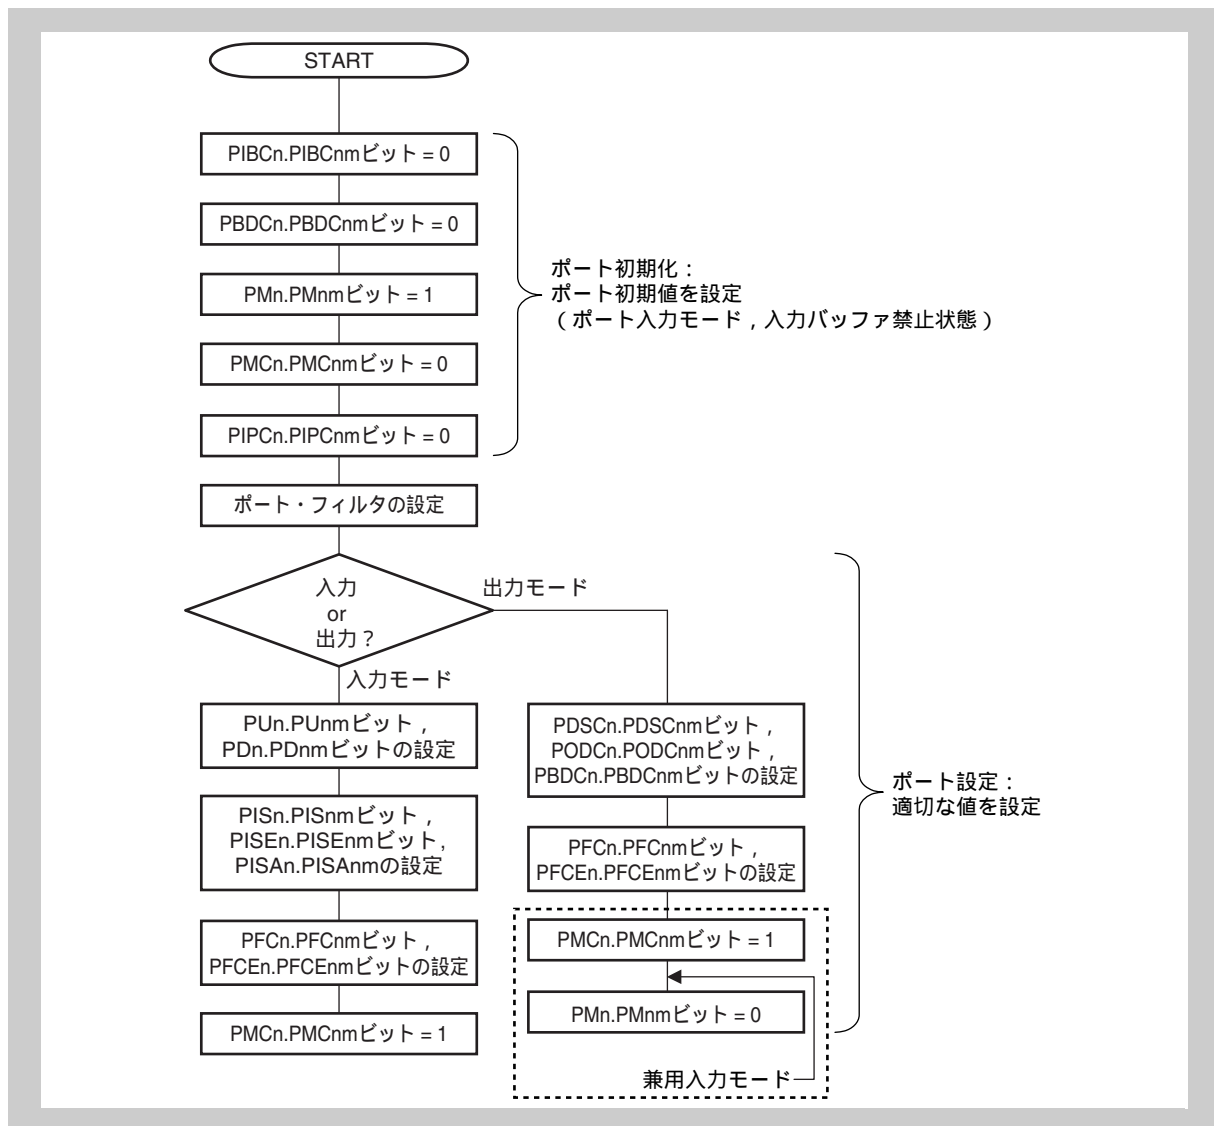 START
PIBCn.PIBCnmビット = 0
PBDCn.PBDCnmビット = 0
PMn.PMnmビット = 1
PMCn.PMCnmビット = 0
PIPCn.PIPCnmビット = 0
ポート初期化：
ポート初期値を設定
（ポート入力モード，入力バッファ禁止状態）
ポート・フィルタの設定
入力
or
出力？
出力モード
入力モード
PUn.PUnmビット，
PDn.PDnmビットの設定
PISn.PISnmビット，
PISEn.PISEnmビット,
PISAn.PISAnmの設定
PFCn.PFCnmビット，
PFCEn.PFCEnmビットの設定
PMCn.PMCnmビット = 1
PDSCn.PDSCnmビット，
PODCn.PODCnmビット，
PBDCn.PBDCnmビットの設定
PFCn.PFCnmビット，
PFCEn.PFCEnmビットの設定
PMCn.PMCnmビット = 1
PMn.PMnmビット = 0
兼用入力モード
ポート設定：
適切な値を設定